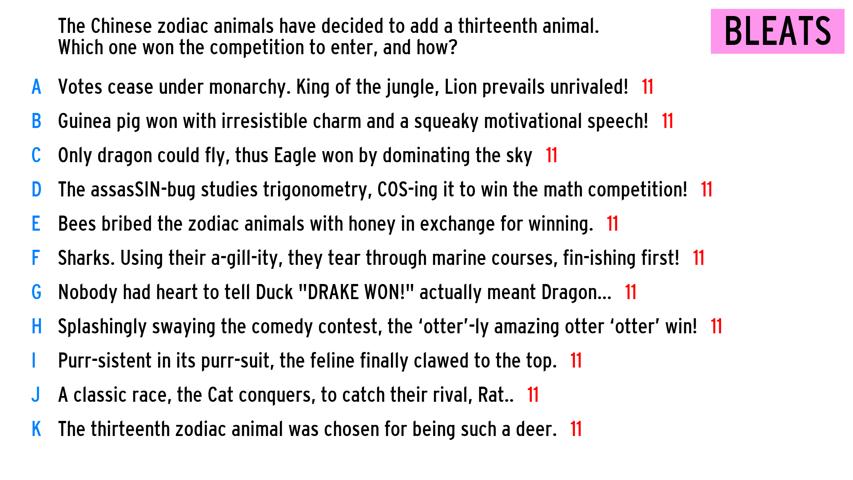 The Chinese zodiac animals have decided to add a thirteenth animal.
Which one won the competition to enter, and how?
BLEATS
A Votes cease under monarchy. King of the jungle, Lion prevails unrivaled! 11
B Guinea pig won with irresistible charm and a squeaky motivational speech! 11
C Only dragon could fly, thus Eagle won by dominating the sky 11
D The assasSIN-bug studies trigonometry, COS-ing it to win the math competition! 11
E Bees bribed the zodiac animals with honey in exchange for winning. 11
F Sharks. Using their a-gill-ity, they tear through marine courses, fin-ishing first! 11
G Nobody had heart to tell Duck "DRAKE WON!" actually meant Dragon... 11
H Splashingly swaying the comedy contest, the ‘otter’-ly amazing otter ‘otter’ win! 11
I Purr-sistent in its purr-suit, the feline finally clawed to the top. 11
J A classic race, the Cat conquers, to catch their rival, Rat.. 11
K The thirteenth zodiac animal was chosen for being such a deer. 11